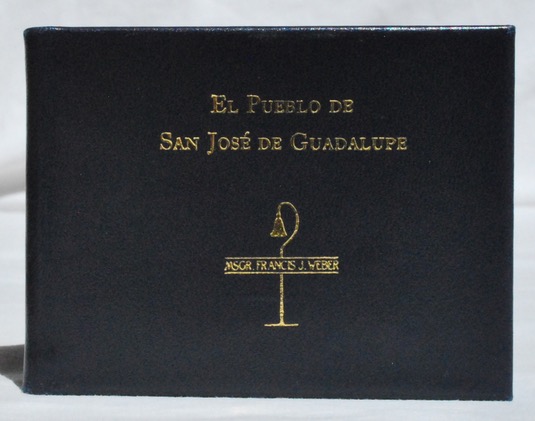 El Pueblo de
San José de Guadalupe
MSGR. FRANCIS J. WEBER